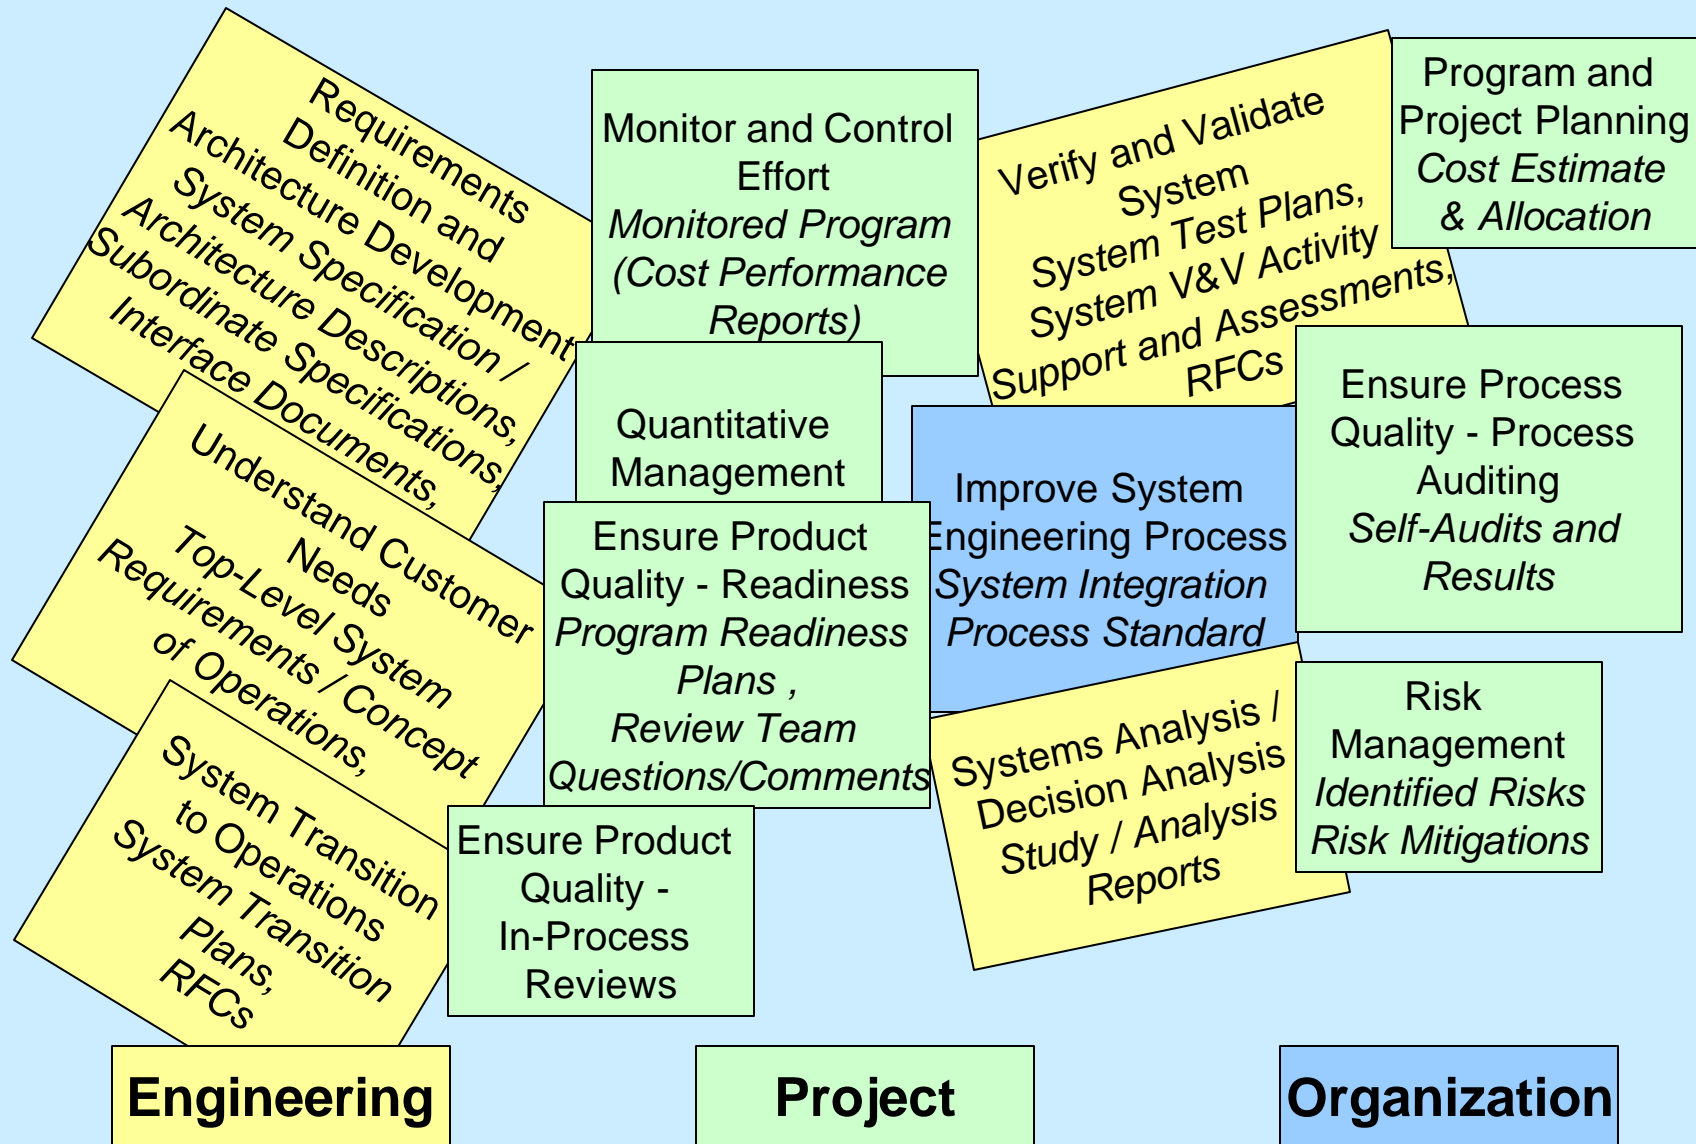 Requirements
Definition and
Architecture Development
System Specification /
Architecture Descriptions,
Subordinate Specifications,
Interface Documents,
Understand Customer
Needs
Top-Level System
Requirements / Concept
of Operations,
System Transition
to Operations
System Transition
Plans,
RFCs
Monitor and Control
Effort
Monitored Program
(Cost Performance
Reports)
Quantitative
Management
Ensure Product
Quality - Readiness
Program Readiness
Plans ,
Review Team
Questions/Comments
Ensure Product
Quality -
In-Process
Reviews
Verify and Validate
System
System Test Plans,
System V&V Activity
Support and Assessments,
RFCs
Improve System
Engineering Process
System Integration
Process Standard
Systems Analysis /
Decision Analysis
Study / Analysis
Reports
Program and
Project Planning
Cost Estimate
& Allocation
Ensure Process
Quality - Process
Auditing
Self-Audits and
Results
Risk
Management
Identified Risks
Risk Mitigations
Engineering
Project
Organization